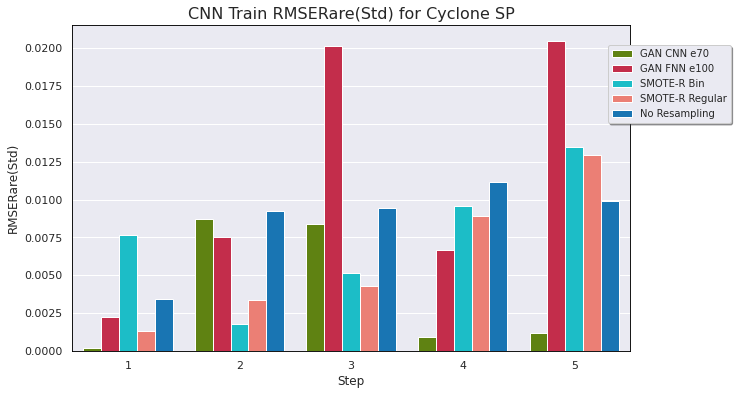 CNN Train RMSERare(Std) for Cyclone SP
RMSERare(Std)
0.0200
0.0175
0.0150
0.0125
0.0100
0.0075
0.0050
0.0025
0.0000
1 2 3 4 5
Step
GAN CNN e70
GAN FNN e100
SMOTE-R Bin
SMOTE-R Regular
No Resampling